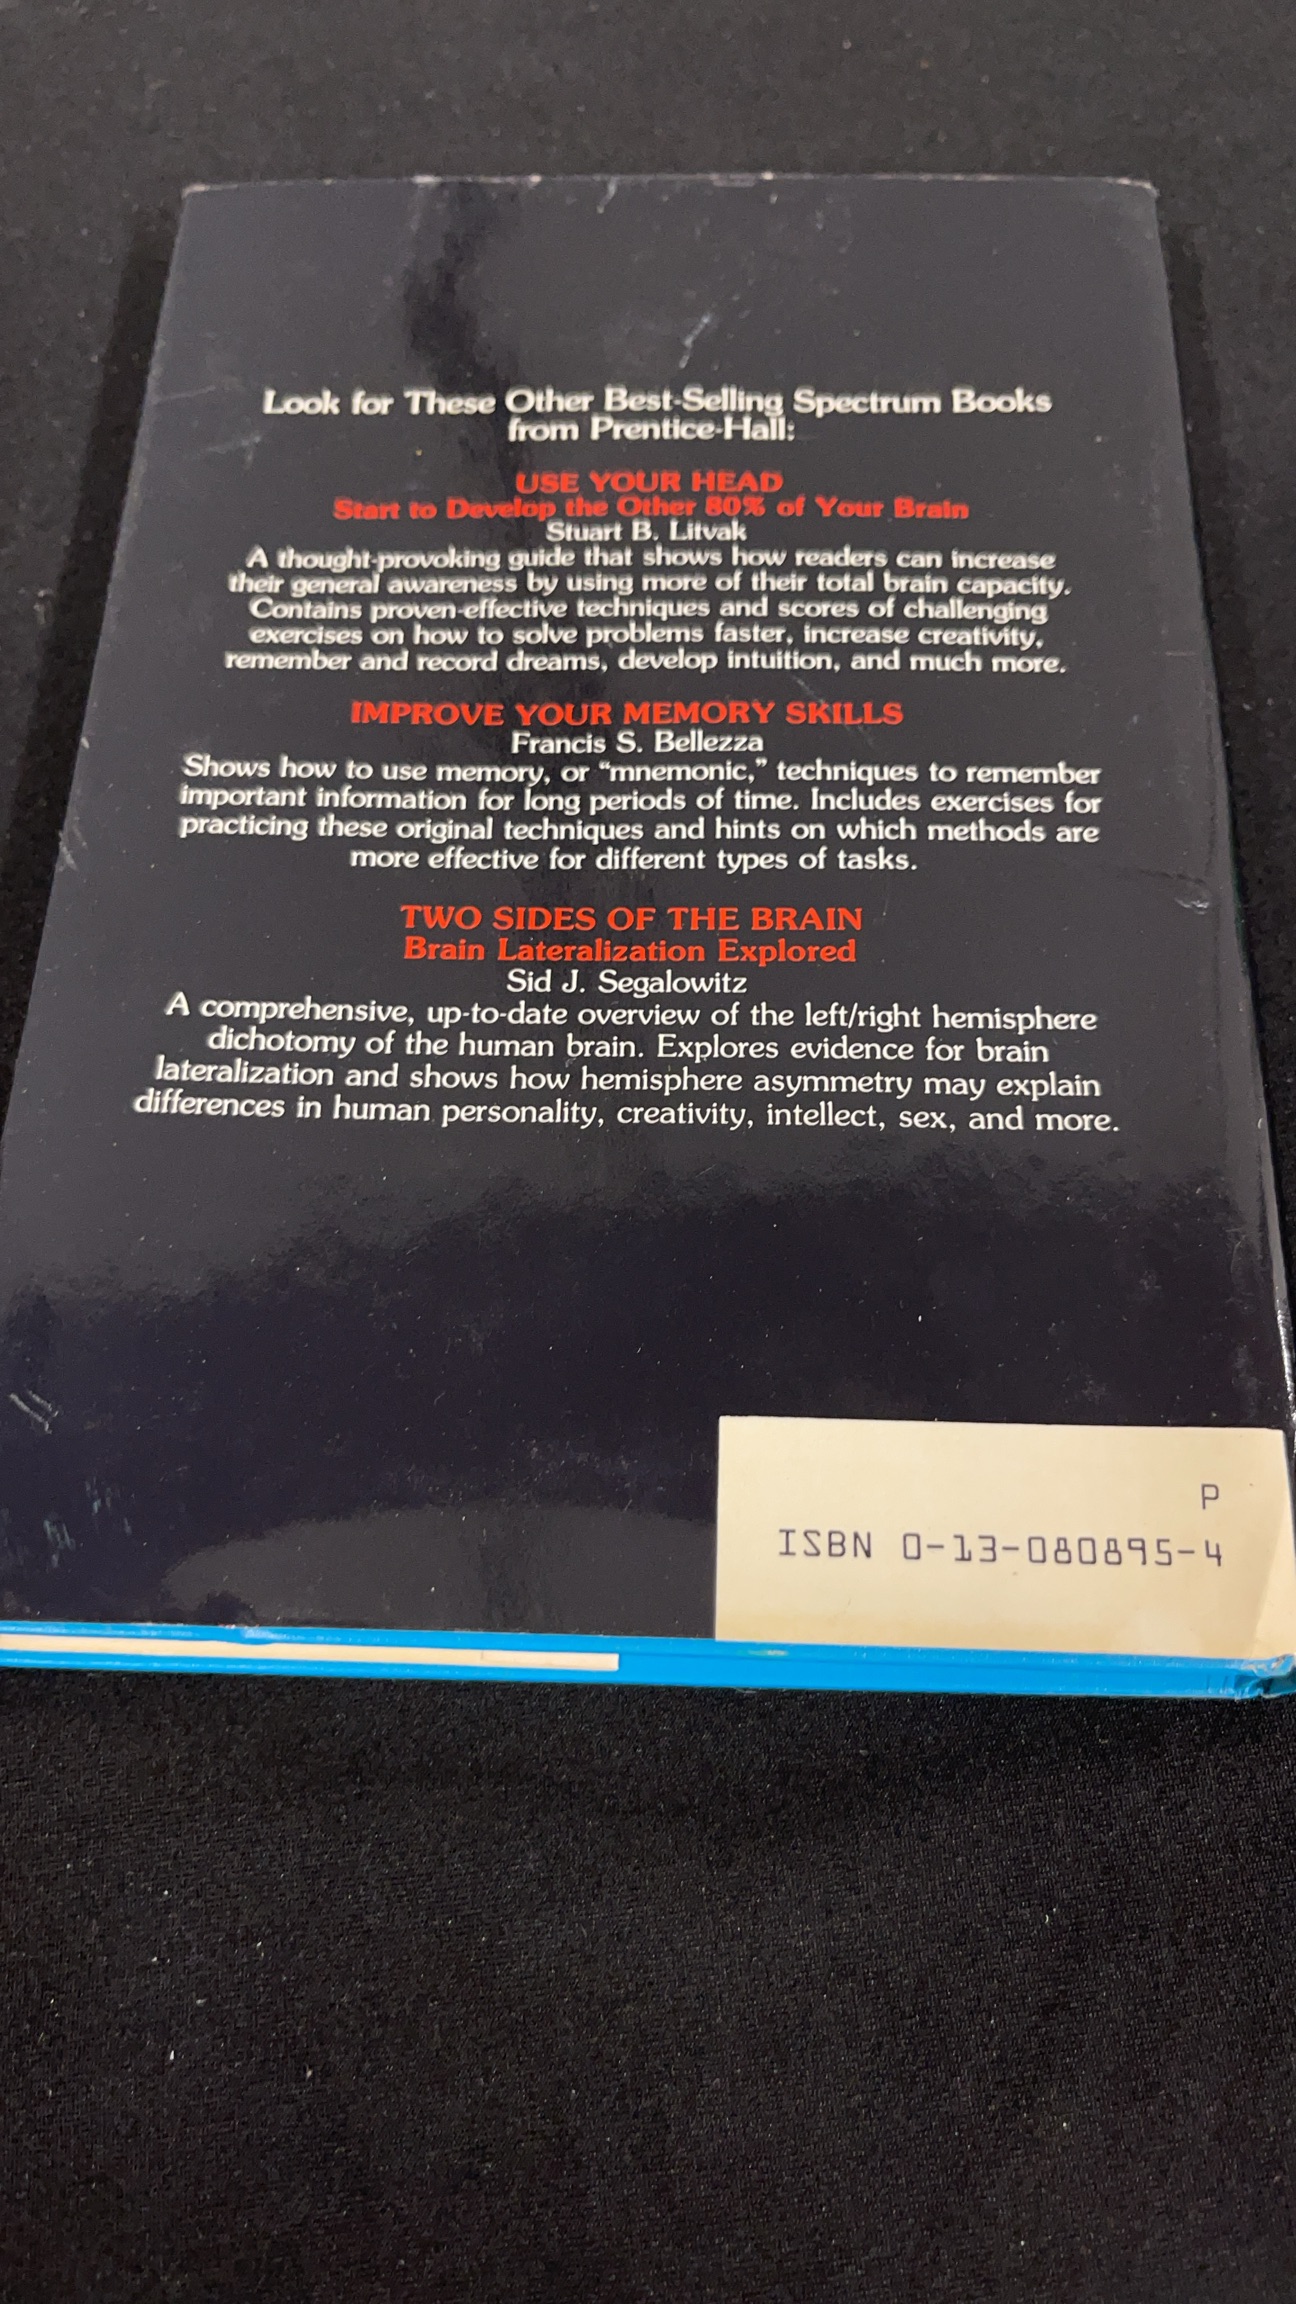 Look for These Other Best-Selling Spectrum Books
from Prentice-Hall:
USE YOUR HEAD
Start to Develop the Other 80% of Your Brain
Stuart B. Litvak
A thought-provoking guide that shows how readers can increase
their general awareness by using more of their total brain capacity.
Contains proven-effective techniques and scores of challenging
exercises on how to solve problems faster, increase creativity,
remember and record dreams, develop intuition, and much more.
IMPROVE YOUR MEMORY SKILLS
Francis S. Bellezza
Shows how to use memory, or “mnemonic,” techniques to remember
important information for long periods of time. Includes exercises for
practicing these original techniques and hints on which methods are
more effective for different types of tasks.
TWO SIDES OF THE BRAIN
Brain Lateralization Explored
Sid J. Segalowitz
A comprehensive, up-to-date overview of the left/right hemisphere
dichotomy of the human brain. Explores evidence for brain
lateralization and shows how hemisphere asymmetry may explain
differences in human personality, creativity, intellect, sex, and more.
P
ISBN 0-13-080895-4